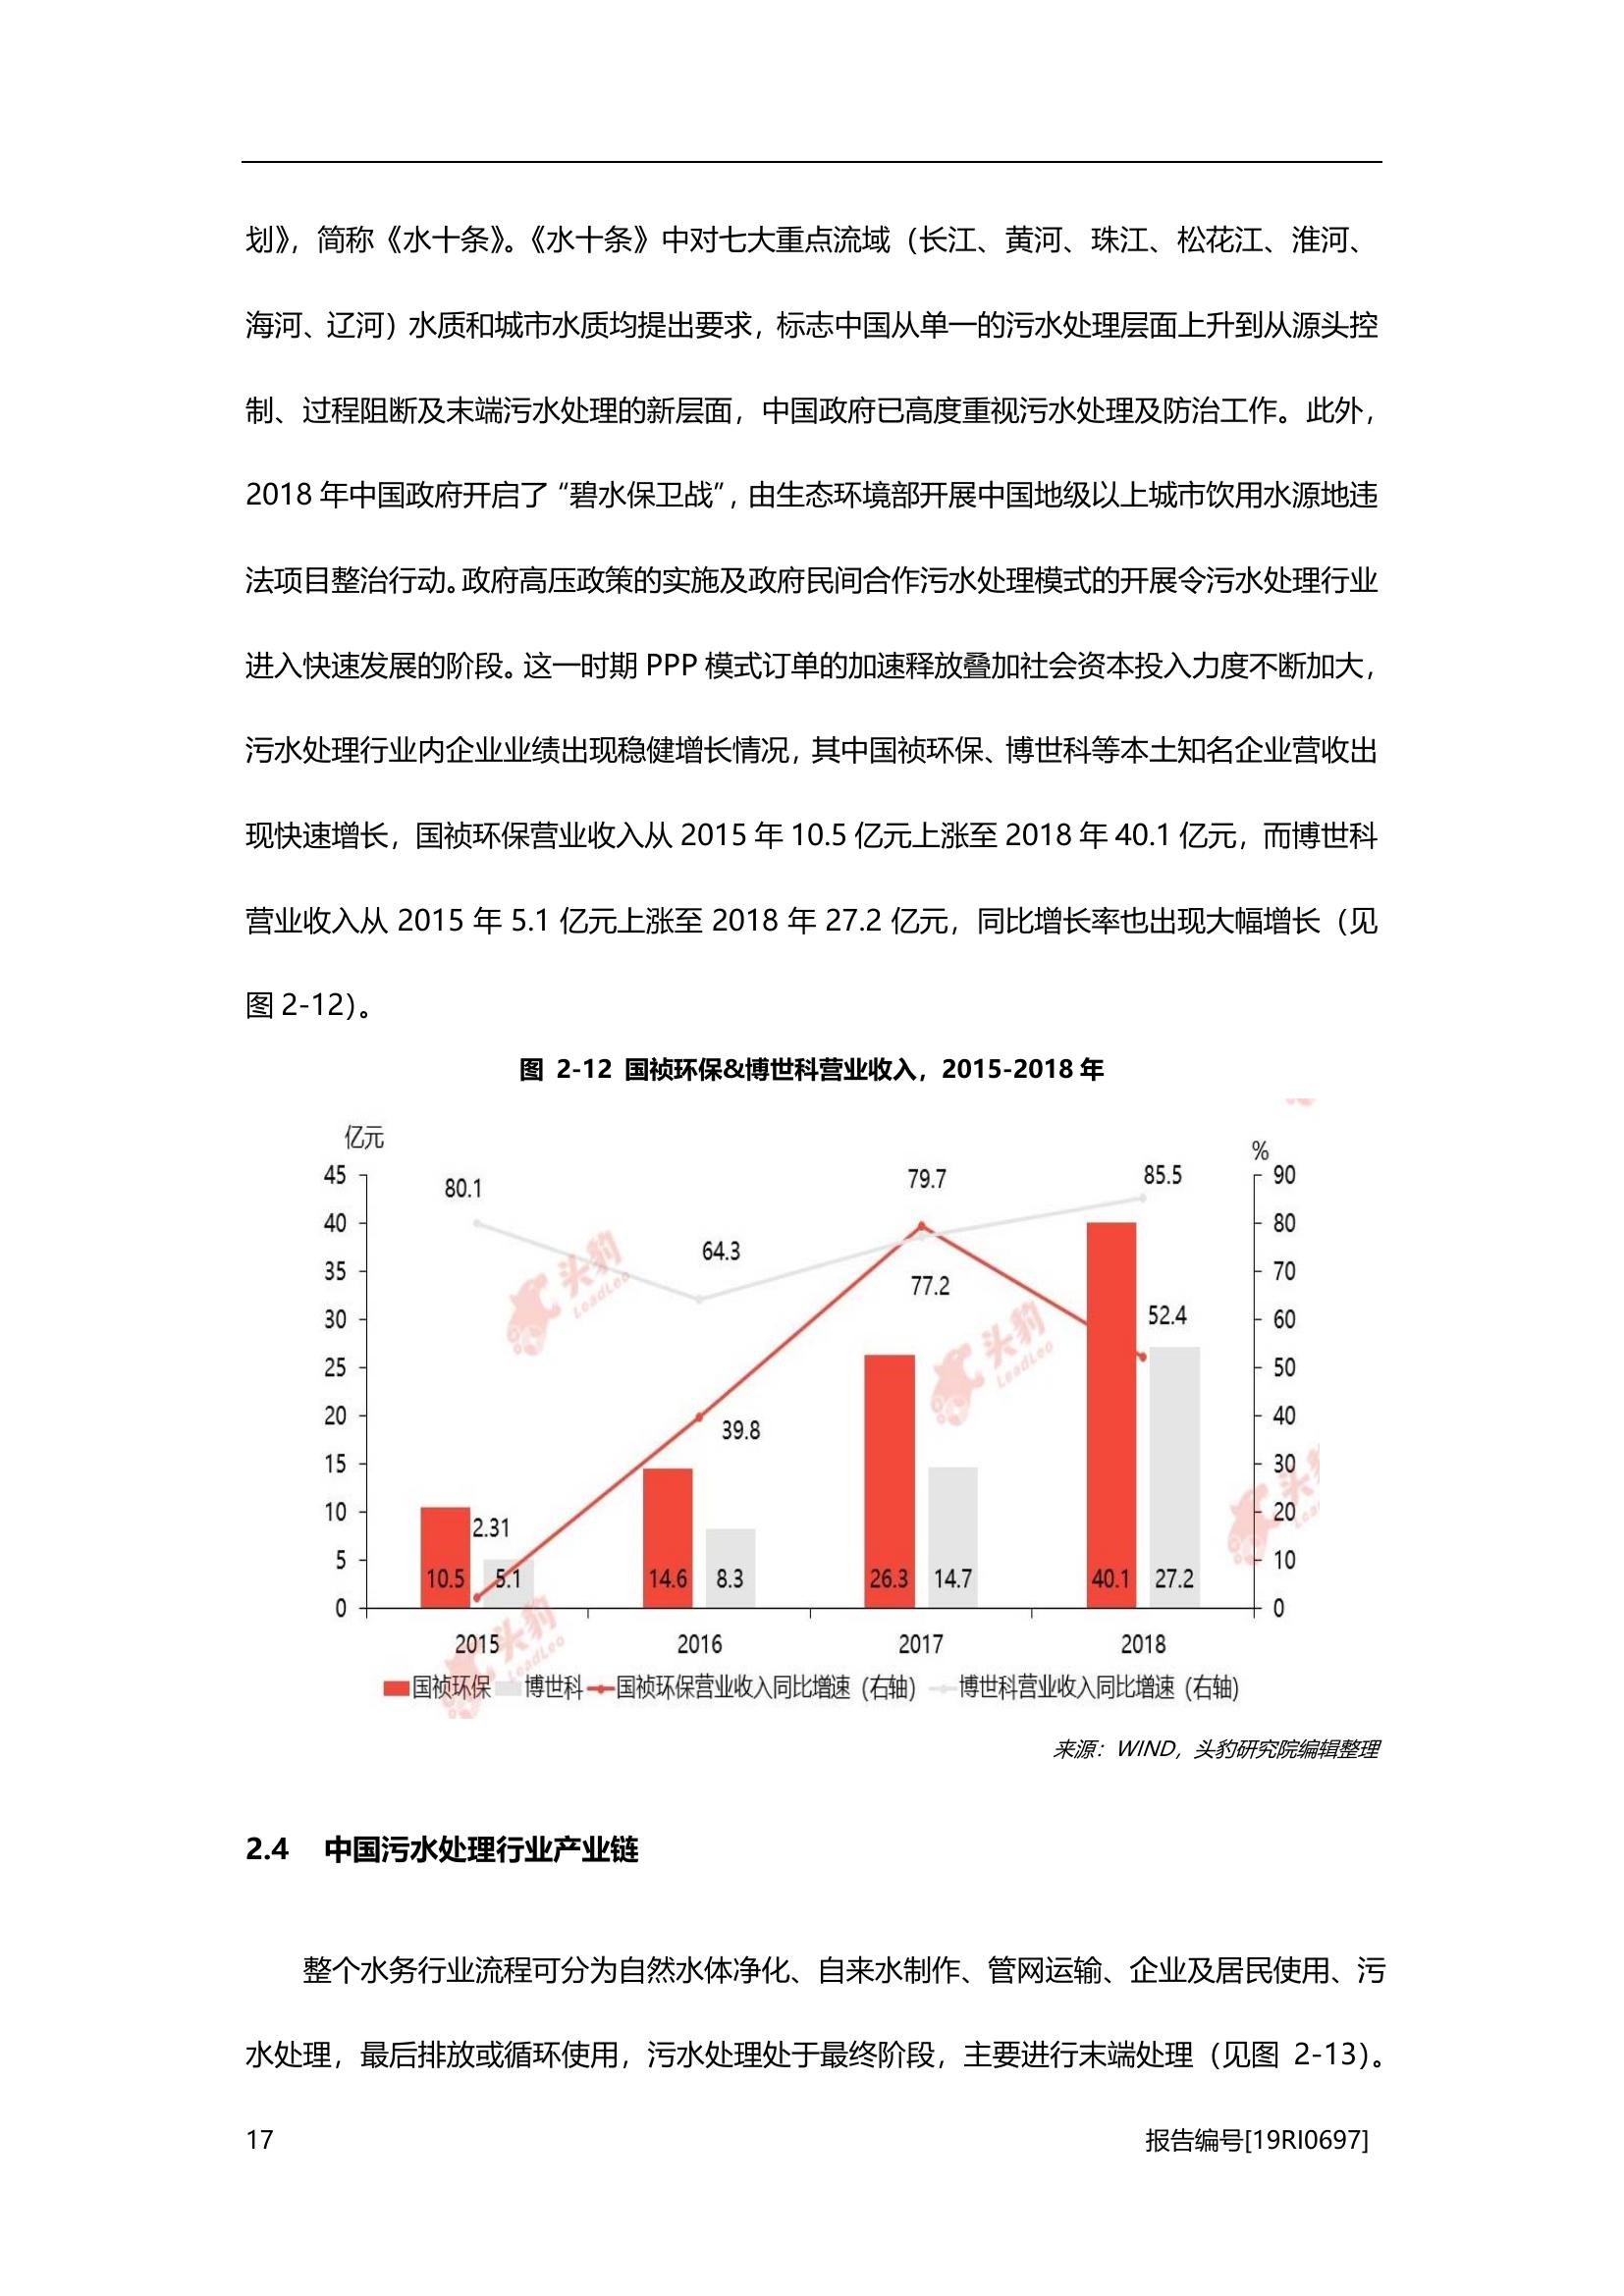 划》，简称《水十条》。《水十条》中对七大重点流域（长江、黄河、珠江、松花江、淮河、
海河、辽河）水质和城市水质均提出要求，标志中国从单一的污水处理层面上升到从源头控
制、过程阻断及末端污水处理的新层面，中国政府已高度重视污水处理及防治工作。此外，
2018 年中国政府开启了“碧水保卫战”，由生态环境部开展中国地级以上城市饮用水源地违
法项目整治行动。政府高压政策的实施及政府民间合作污水处理模式的开展令污水处理行业
进入快速发展的阶段。这一时期 PPP 模式订单的加速释放叠加社会资本投入力度不断加大，
污水处理行业内企业业绩出现稳健增长情况，其中国祯环保、博世科等本土知名企业营收出
现快速增长，国祯环保营业收入从 2015 年 10.5 亿元上涨至 2018 年 40.1 亿元，而博世科
营业收入从 2015 年 5.1 亿元上涨至 2018 年 27.2 亿元，同比增长率也出现大幅增长（见
图 2-12）。
图 2-12 国祯环保&博世科营业收入，2015-2018 年
亿元 %
45 80.1 79.7 85.5 90
40 64.3 80
35 77.2 70
30 52.4 60
25 50
20 39.8 40
15 30
10 2.31 20
5 10
10.5 5.1 14.6 8.3 26.3 14.7 40.1 27.2
0 0
2015 2016 2017 2018
国祯环保 博世科 国祯环保营业收入同比增速（右轴） 博世科营业收入同比增速（右轴）
头豹 LeadLeo
头豹 LeadLeo
头豹 LeadLeo
来源：WIND，头豹研究院编辑整理
2.4 中国污水处理行业产业链
整个水务行业流程可分为自然水体净化、自来水制作、管网运输、企业及居民使用、污
水处理，最后排放或循环使用，污水处理处于最终阶段，主要进行末端处理（见图 2-13）。
17 报告编号[19RI0697]